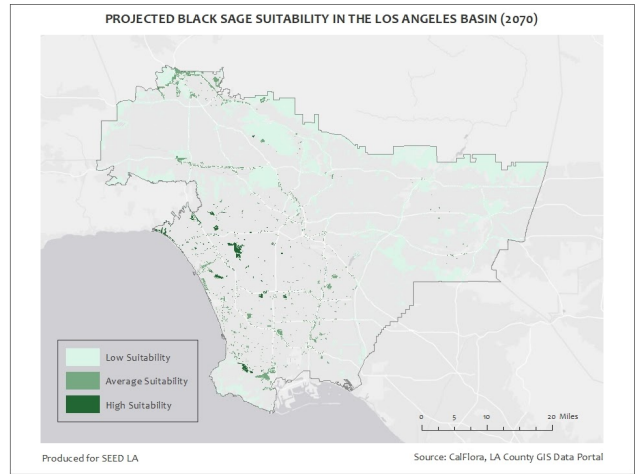 PROJECTED BLACK SAGE SUITABILITY IN THE LOS ANGELES BASIN (2070)
Low Suitability
Average Suitability
High Suitability
0 5 10 20 Miles
Produced for SEED LA
Source: CalFlora, LA County GIS Data Portal